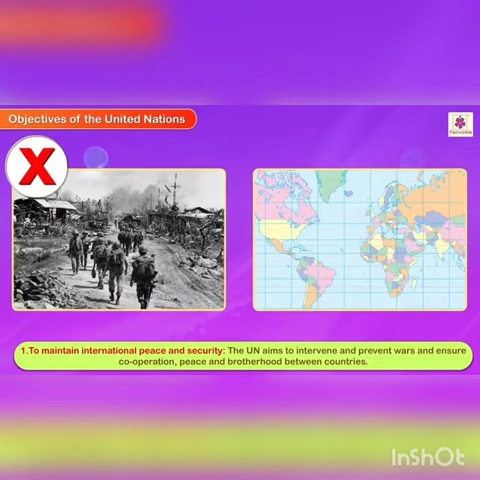 Objectives of the United Nations
Periwinkle
X
1.To maintain international peace and security: The UN aims to intervene and prevent wars and ensure
co-operation, peace and brotherhood between countries.
InShOt